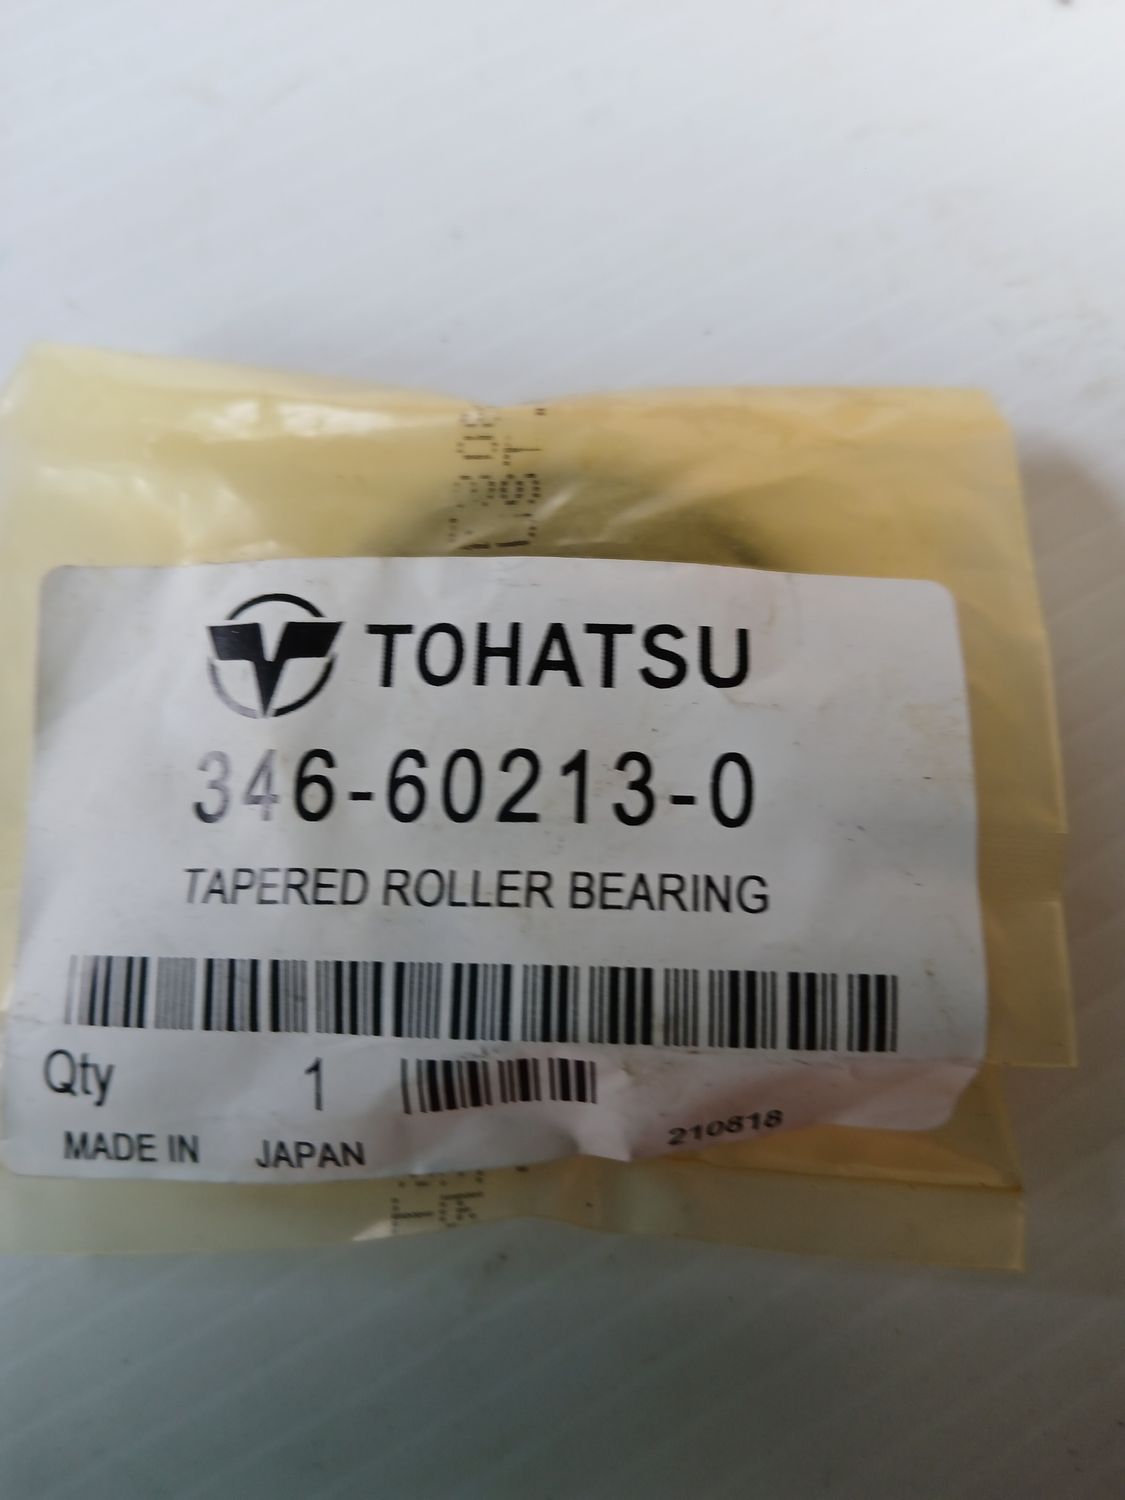 TOHATSU
346-60213-0
TAPERED ROLLER BEARING
Qty 1
MADE IN JAPAN
210818